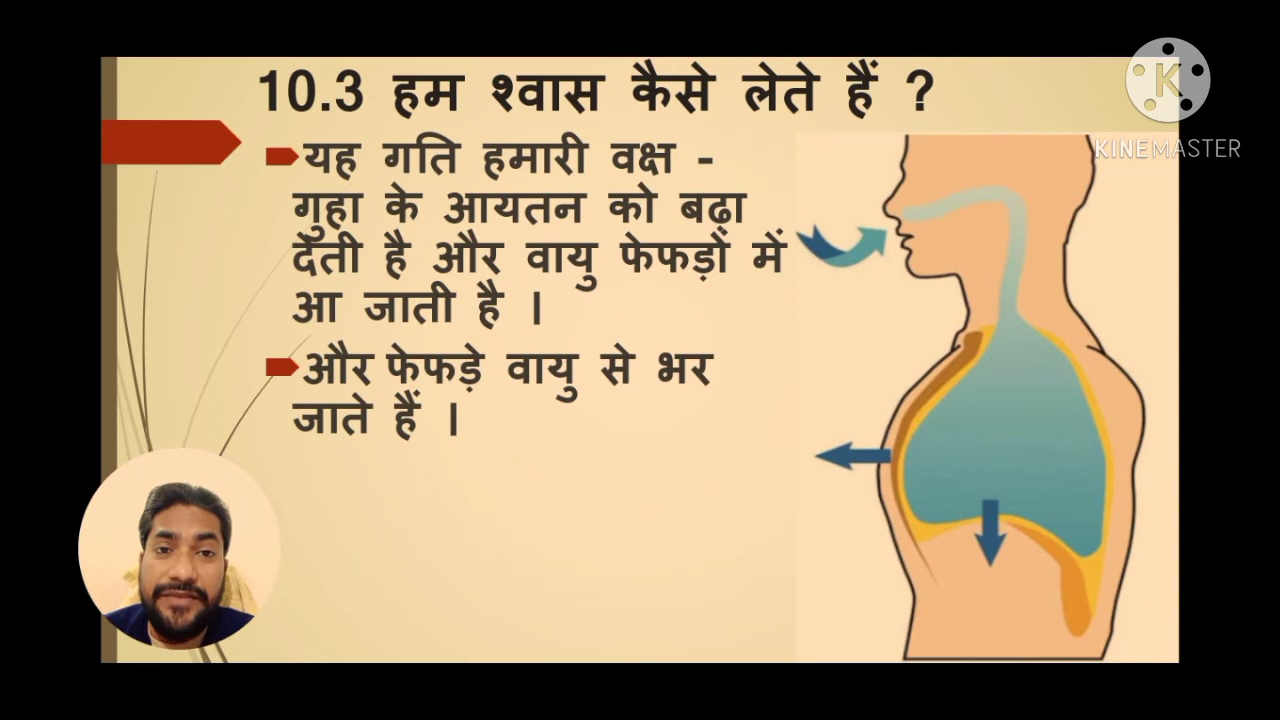 10.3 हम श्वास कैसे लेते हैं ?
यह गति हमारी वक्ष -
गुहा के आयतन को बढ़ा
देती है और वायु फेफड़ों में
आ जाती है ।
और फेफड़े वायु से भर
जाते हैं ।
K
KINEMASTER